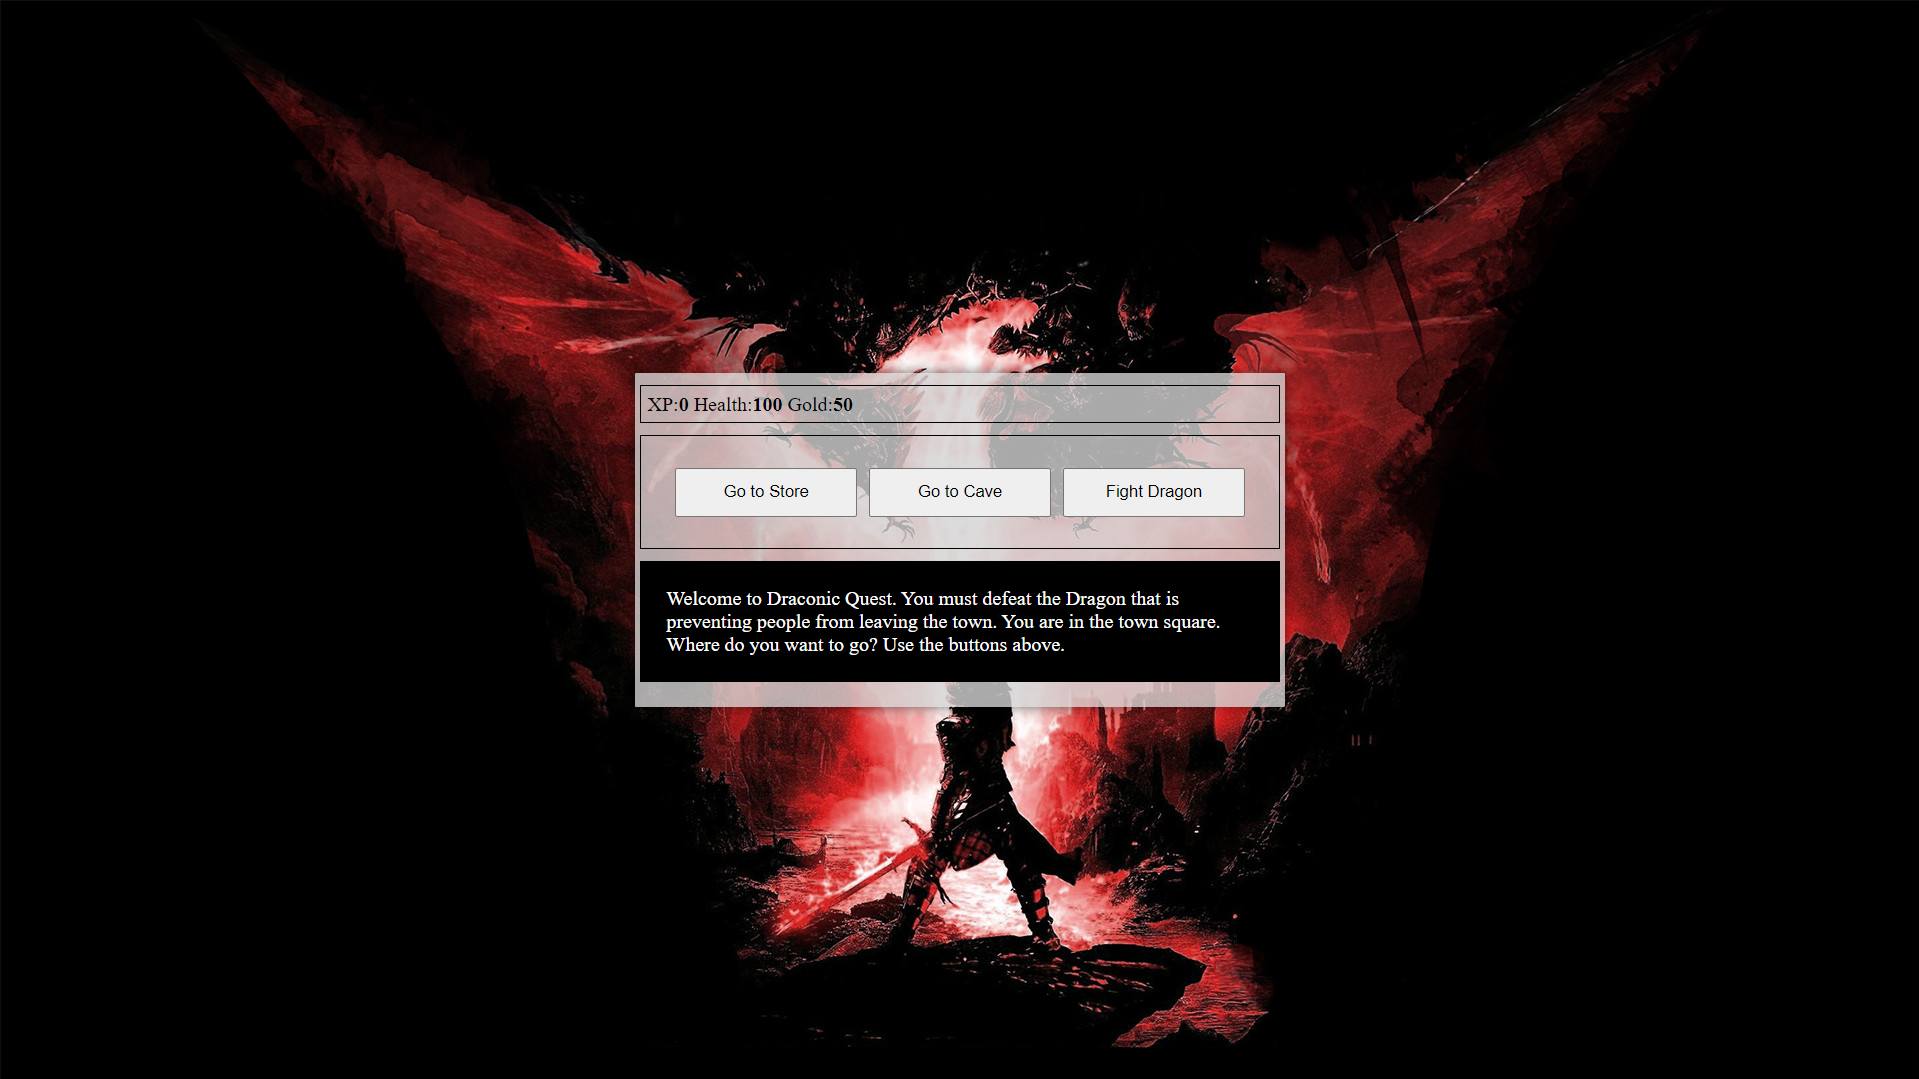 XP:0 Health:100 Gold:50
Go to Store Go to Cave Fight Dragon
Welcome to Draconic Quest. You must defeat the Dragon that is
preventing people from leaving the town. You are in the town square.
Where do you want to go? Use the buttons above.